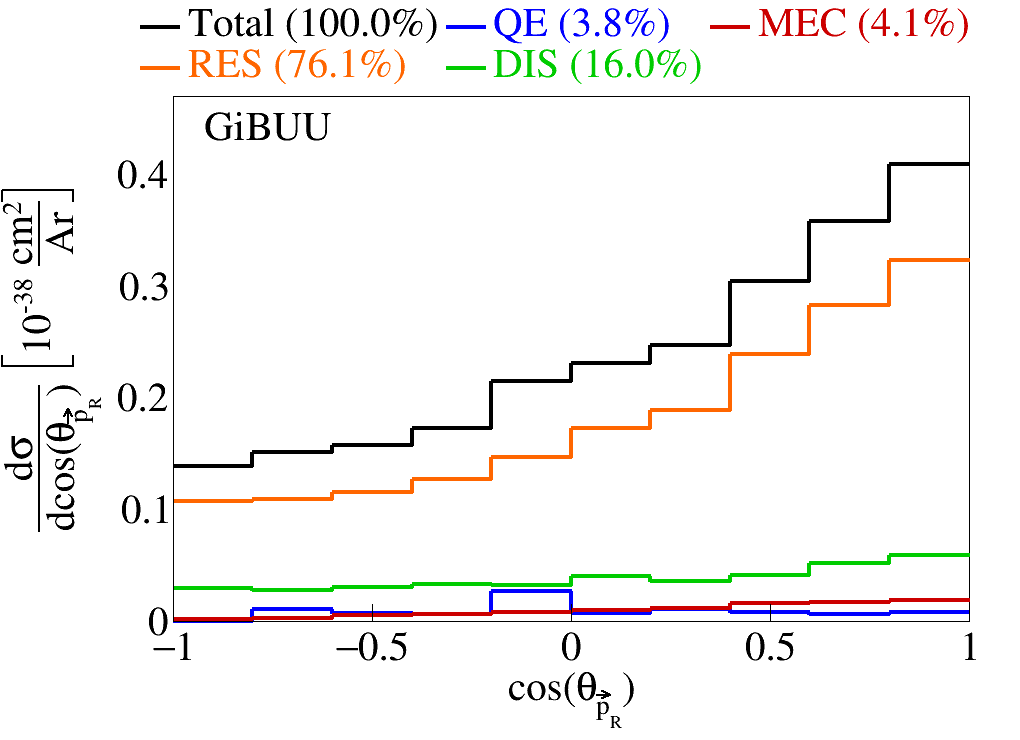 Total (100.0%) QE (3.8%) MEC (4.1%)
RES (76.1%) DIS (16.0%)
GiBUU
dσ
dcos(θ p⃗ R)
[10-38 cm2
Ar]
0.4
0.3
0.2
0.1
0
−1 −0.5 0 0.5 1
cos(θ p⃗ R)